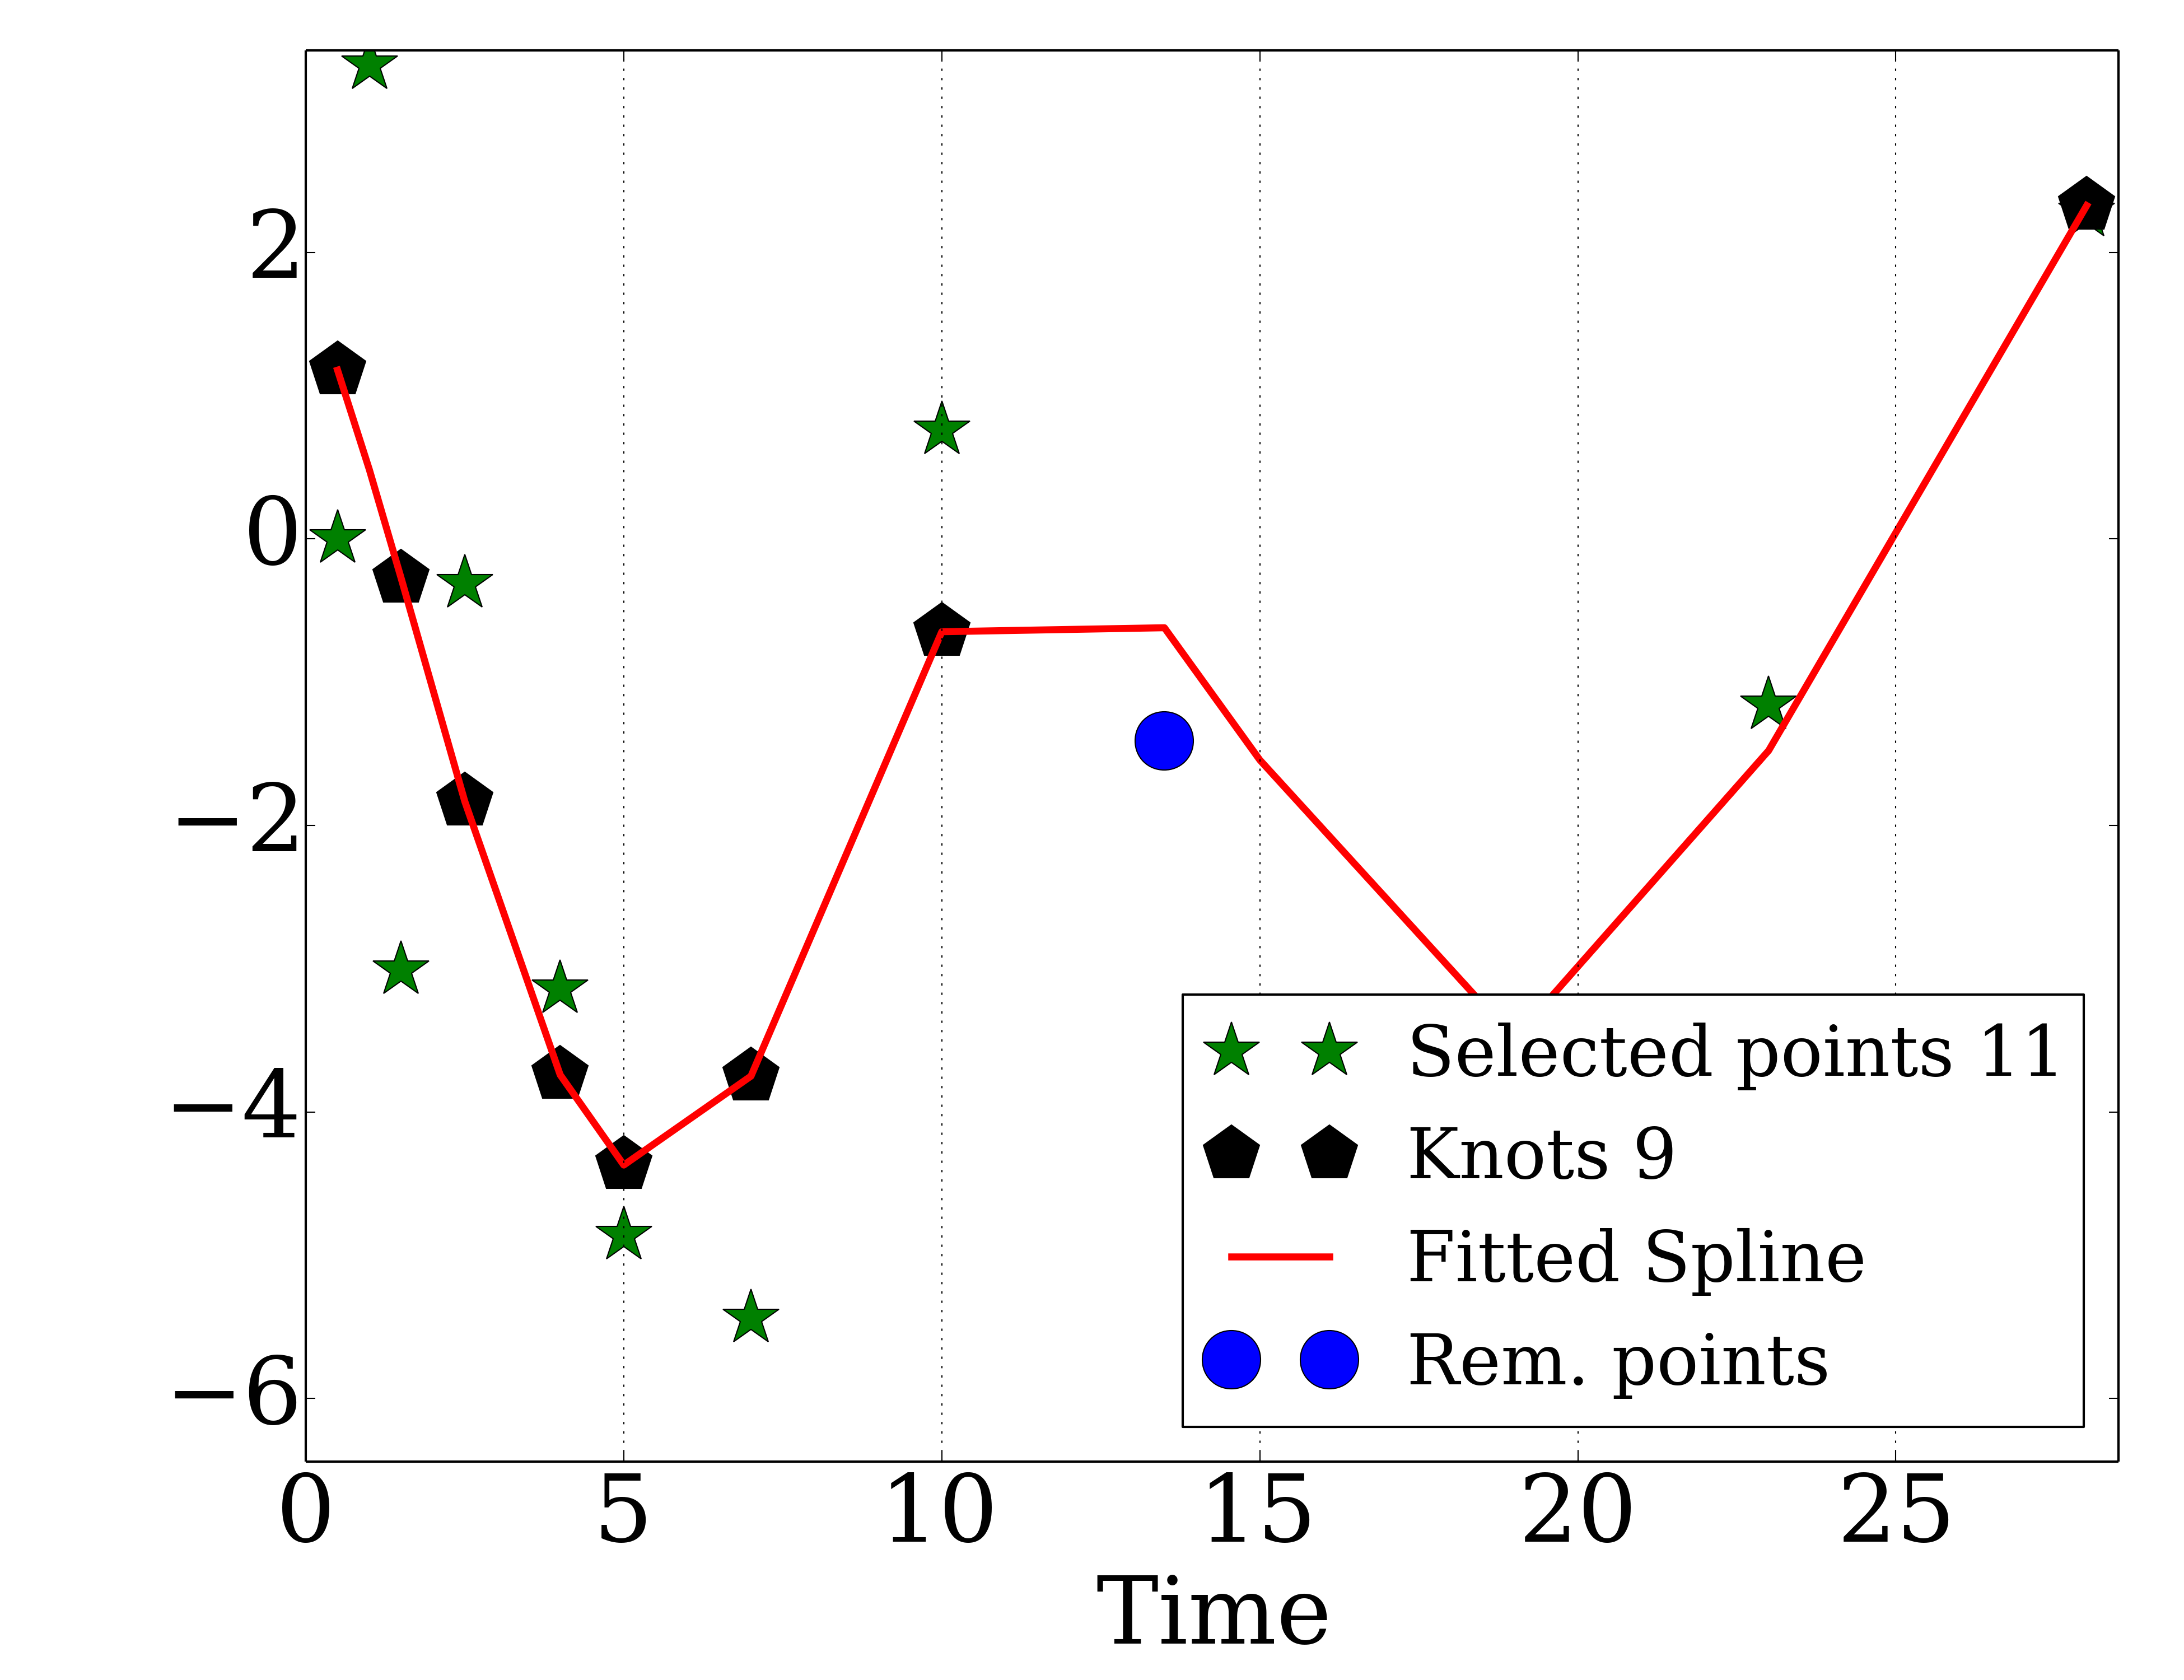 2
0
−2
−4
−6
0 5 10 15 20 25
Time
Selected points 11
Knots 9
Fitted Spline
Rem. points